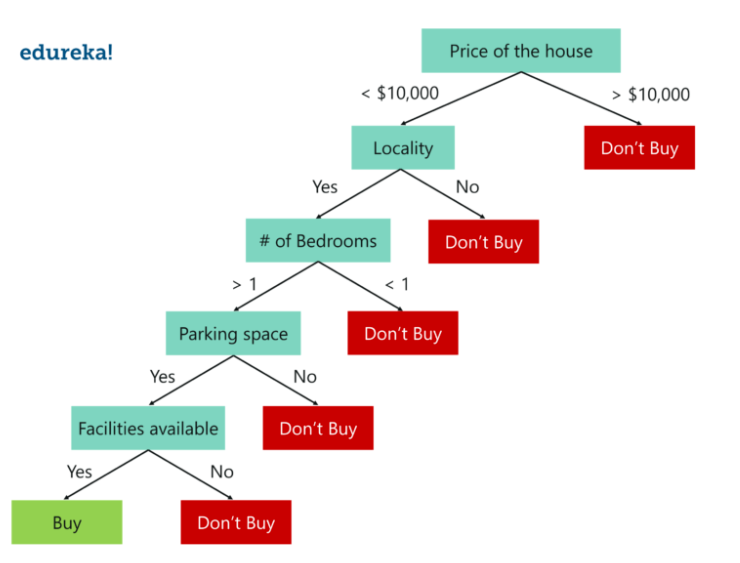 edureka!
Price of the house
< $10,000
> $10,000
Locality
Don't Buy
Yes
No
# of Bedrooms
Don't Buy
> 1
< 1
Parking space
Don't Buy
Yes
No
Facilities available
Don't Buy
Yes
No
Buy
Don't Buy